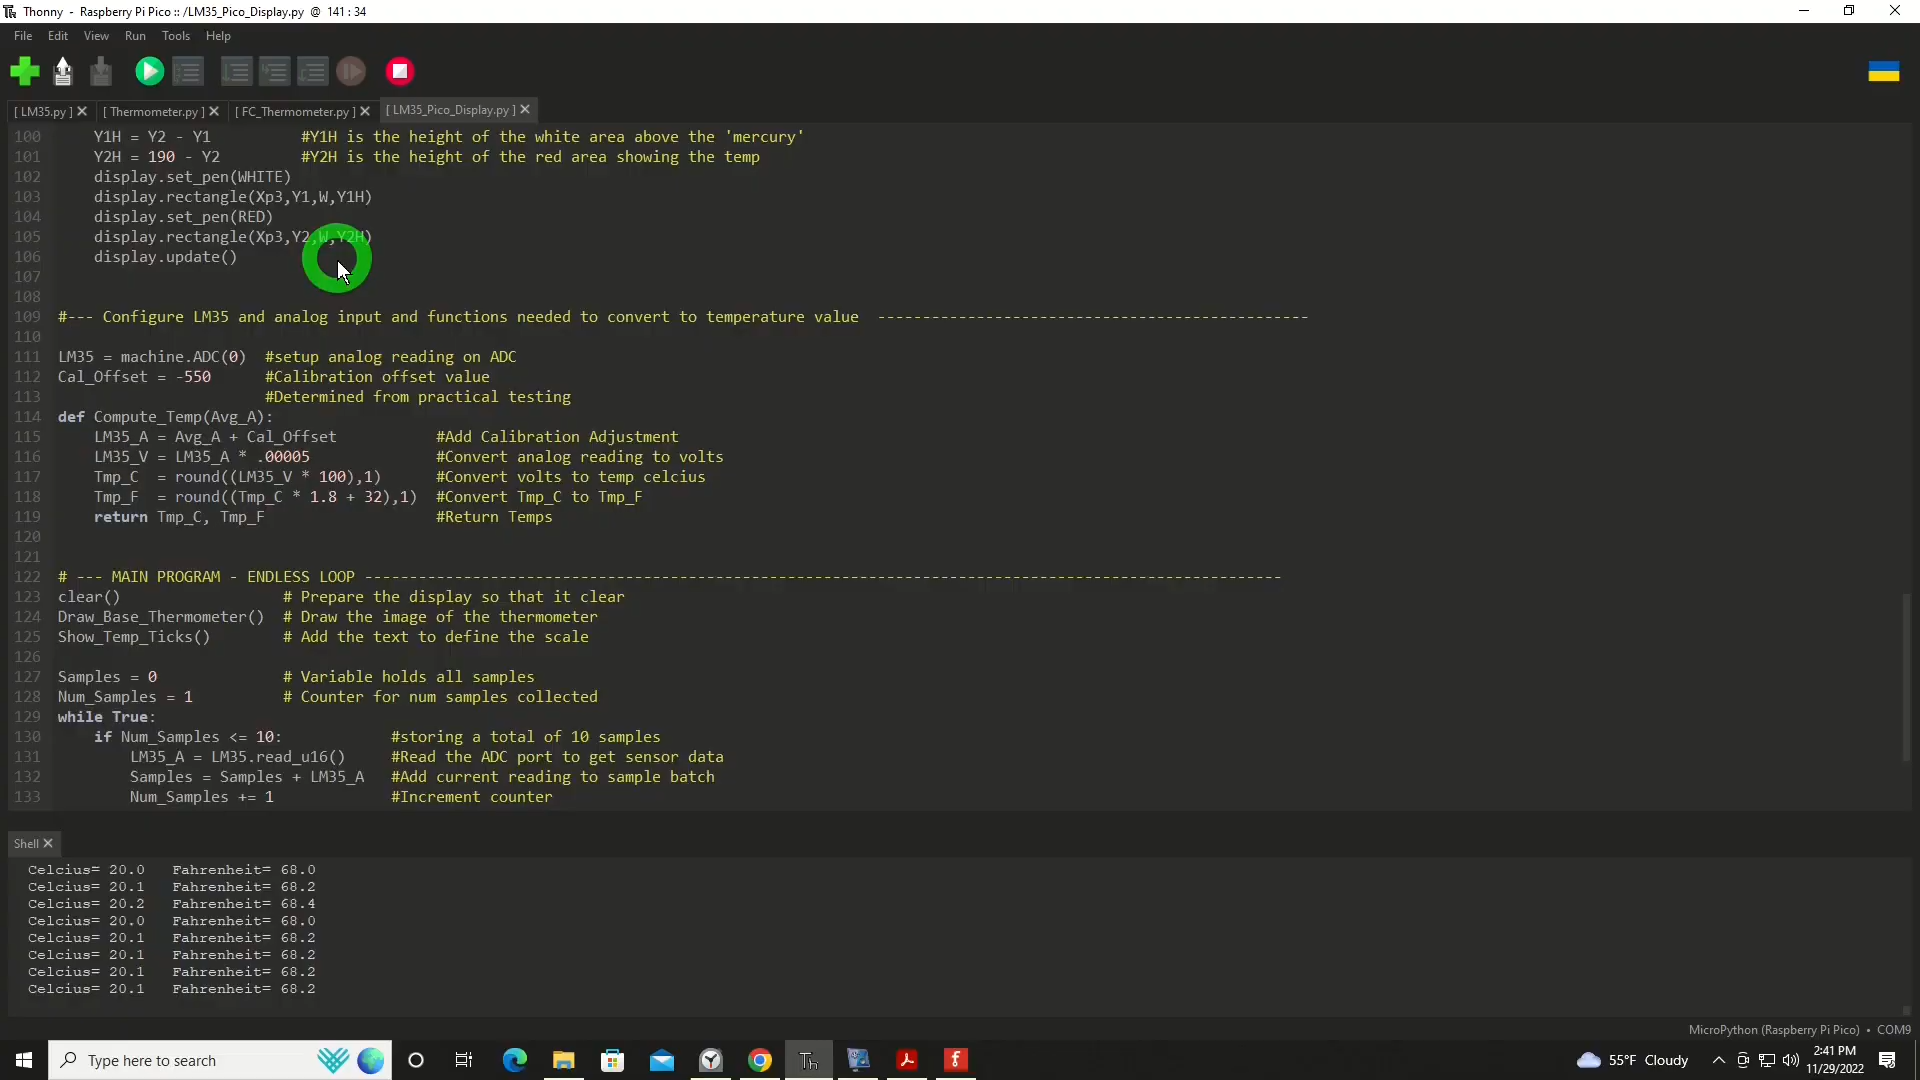 Thonny - Raspberry Pi Pico :: /LM35_Pico_Display.py @ 141 : 34
File Edit View Run Tools Help
[ LM35.py ] [ Thermometer.py ] [ FC_Thermometer.py ] [ LM35_Pico_Display.py ]
100 Y1H = Y2 - Y1 #Y1H is the height of the white area above the 'mercury'
101 Y2H = 190 - Y2 #Y2H is the height of the red area showing the temp
102 display.set_pen(WHITE)
103 display.rectangle(Xp3,Y1,W,Y1H)
104 display.set_pen(RED)
105 display.rectangle(Xp3,Y2,W,Y2H)
106 display.update()
107
108
109 #--- Configure LM35 and analog input and functions needed to convert to temperature value ------------------------------------------------
110
111 LM35 = machine.ADC(0) #setup analog reading on ADC
112 Cal_Offset = -550 #Calibration offset value
113 #Determined from practical testing
114 def Compute_Temp(Avg_A):
115 LM35_A = Avg_A + Cal_Offset #Add Calibration Adjustment
116 LM35_V = LM35_A * .00005 #Convert analog reading to volts
117 Tmp_C = round((LM35_V * 100),1) #Convert volts to temp celcius
118 Tmp_F = round((Tmp_C * 1.8 + 32),1) #Convert Tmp_C to Tmp_F
119 return Tmp_C, Tmp_F #Return Temps
120
121
122 # --- MAIN PROGRAM - ENDLESS LOOP ------------------------------------------------------------------------------------------------------
123 clear() # Prepare the display so that it clear
124 Draw_Base_Thermometer() # Draw the image of the thermometer
125 Show_Temp_Ticks() # Add the text to define the scale
126
127 Samples = 0 # Variable holds all samples
128 Num_Samples = 1 # Counter for num samples collected
129 while True:
130 if Num_Samples <= 10: #storing a total of 10 samples
131 LM35_A = LM35.read_u16() #Read the ADC port to get sensor data
132 Samples = Samples + LM35_A #Add current reading to sample batch
133 Num_Samples += 1 #Increment counter
Shell
Celcius= 20.0 Fahrenheit= 68.0
Celcius= 20.1 Fahrenheit= 68.2
Celcius= 20.2 Fahrenheit= 68.4
Celcius= 20.0 Fahrenheit= 68.0
Celcius= 20.1 Fahrenheit= 68.2
Celcius= 20.1 Fahrenheit= 68.2
Celcius= 20.1 Fahrenheit= 68.2
Celcius= 20.1 Fahrenheit= 68.2
MicroPython (Raspberry Pi Pico) • COM9
Type here to search
Th
55°F Cloudy
2:41 PM
11/29/2022